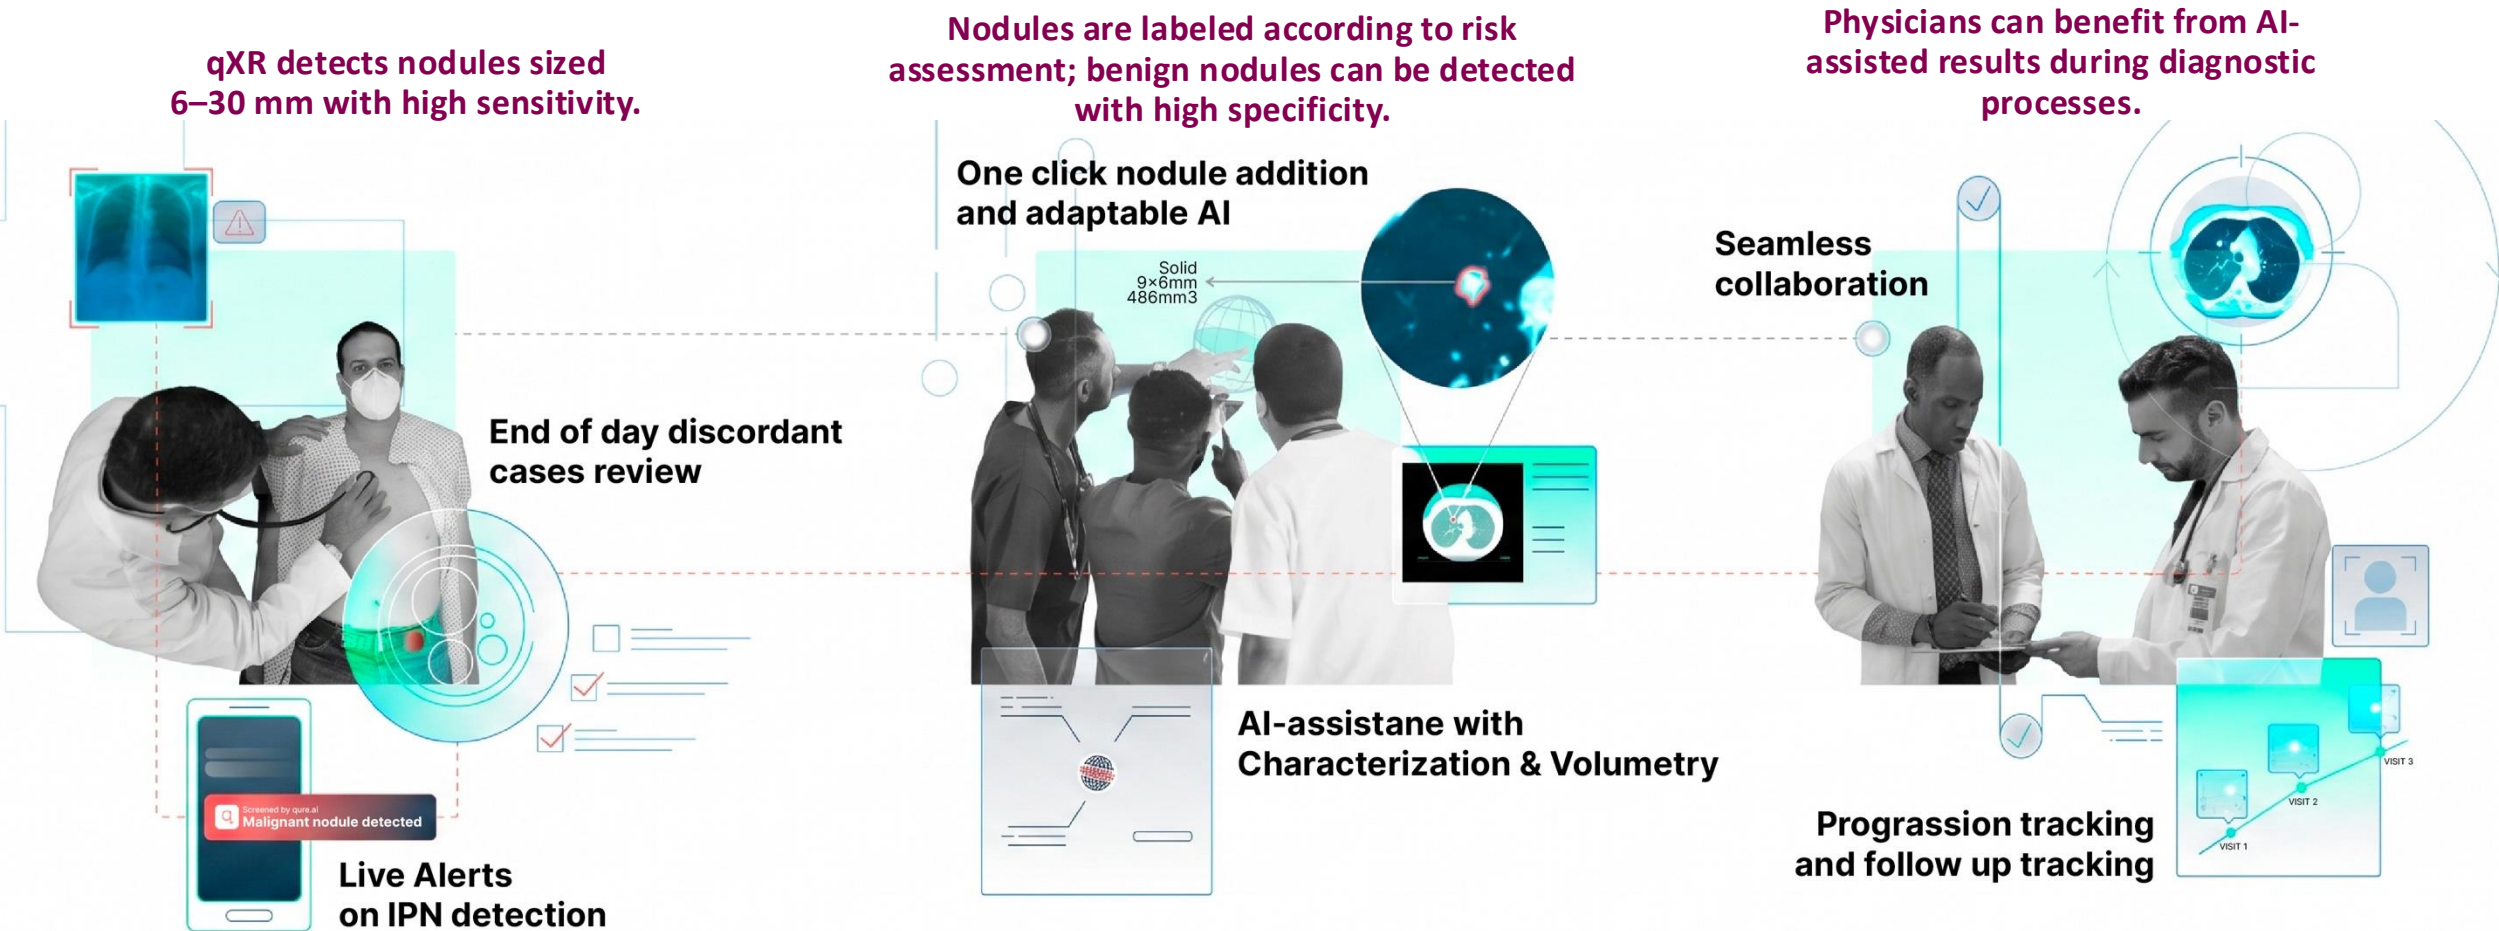 qXR detects nodules sized
6–30 mm with high sensitivity.
End of day discordant
cases review
Screened by qure.ai
Malignant nodule detected
Live Alerts
on IPN detection
Nodules are labeled according to risk
assessment; benign nodules can be detected
with high specificity.
One click nodule addition
and adaptable AI
Solid
9×6mm
486mm3
AI-assistane with
Characterization & Volumetry
Physicians can benefit from AI-
assisted results during diagnostic
processes.
Seamless
collaboration
Prograssion tracking
and follow up tracking
VISIT 1
VISIT 2
VISIT 3